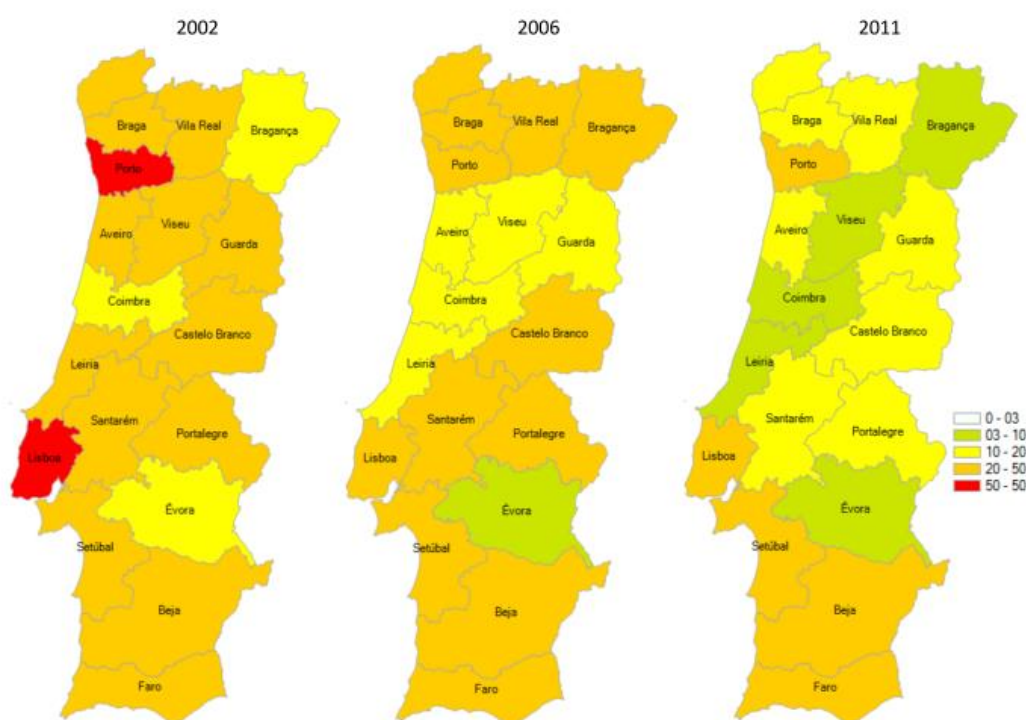 2002
2006
2011
Braga
Vila Real
Bragança
Porto
Aveiro
Viseu
Guarda
Coimbra
Castelo Branco
Leiria
Santarém
Portalegre
Lisboa
Évora
Setúbal
Beja
Faro
Braga
Vila Real
Bragança
Porto
Aveiro
Viseu
Guarda
Coimbra
Castelo Branco
Leiria
Santarém
Portalegre
Lisboa
Évora
Setúbal
Beja
Faro
Braga
Vila Real
Bragança
Porto
Aveiro
Viseu
Guarda
Coimbra
Castelo Branco
Leiria
Santarém
Portalegre
Lisboa
Évora
Setúbal
Beja
Faro
0 - 03
03 - 10
10 - 20
20 - 50
50 - 50